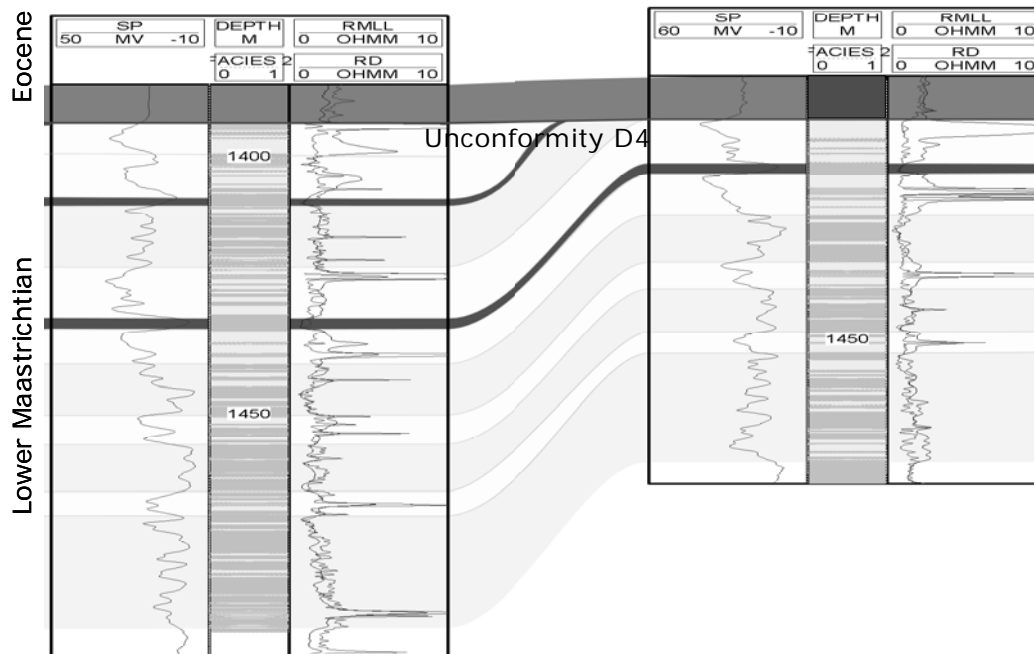 Eocene
Lower Maastrichtian
SP
50 MV -10
DEPTH
M
FACIES 2
0 1
RMLL
0 OHMM 10
RD
0 OHMM 10
1400
1450
Unconformity D4
SP
60 MV -10
DEPTH
M
FACIES 2
0 1
RMLL
0 OHMM 10
RD
0 OHMM 10
1450